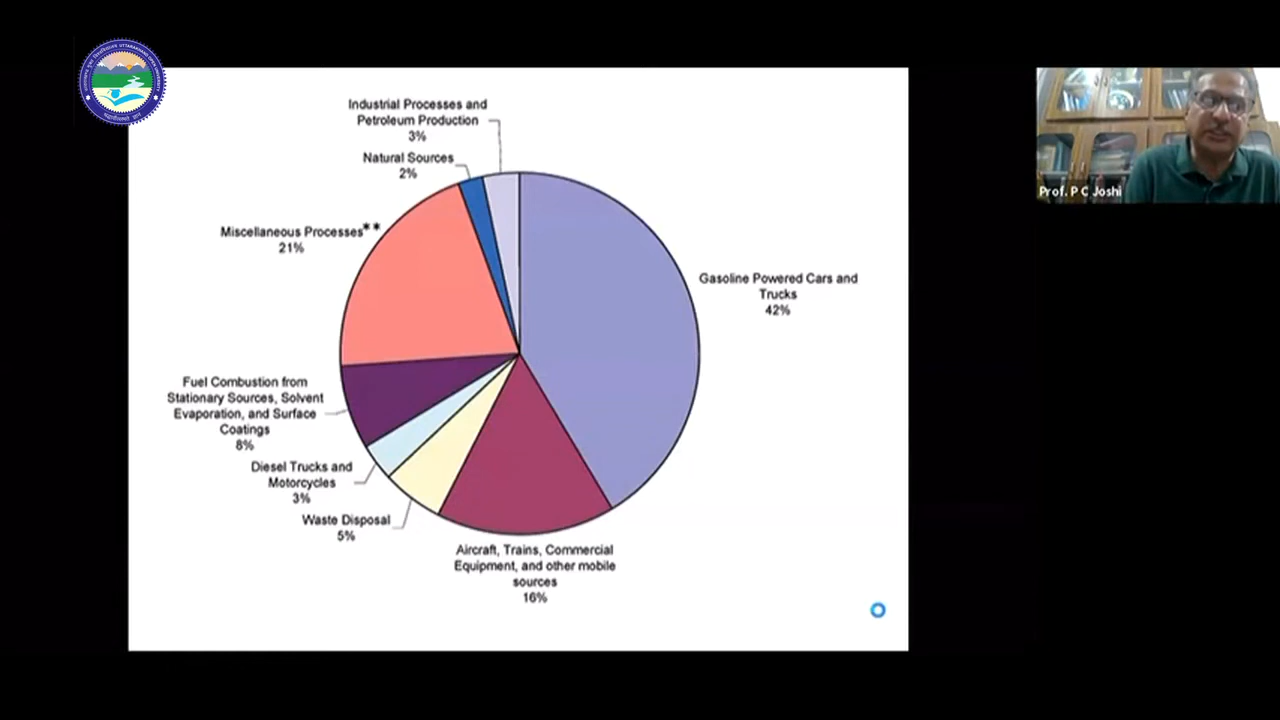 Industrial Processes and
Petroleum Production
3%
Natural Sources
2%
Miscellaneous Processes**
21%
Gasoline Powered Cars and
Trucks
42%
Fuel Combustion from
Stationary Sources, Solvent
Evaporation, and Surface
Coatings
8%
Diesel Trucks and
Motorcycles
3%
Waste Disposal
5%
Aircraft, Trains, Commercial
Equipment, and other mobile
sources
16%
Prof. P C Joshi